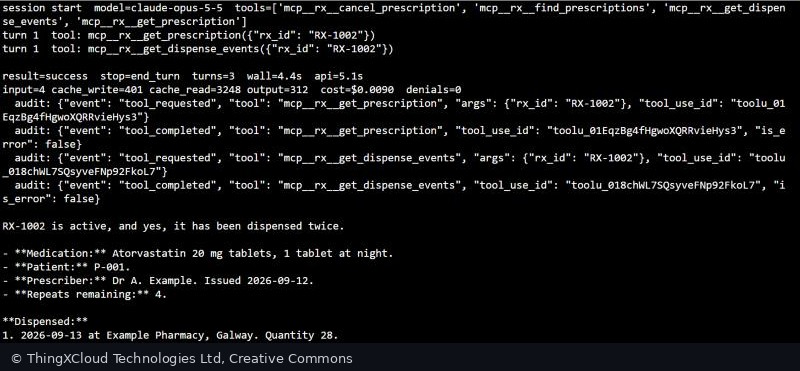 session start  model=claude-opus-5-5  tools=['mcp__rx__cancel_prescription', 'mcp__rx__find_prescriptions', 'mcp__rx__get_dispen
se_events', 'mcp__rx__get_prescription']
turn 1  tool: mcp__rx__get_prescription({"rx_id": "RX-1002"})
turn 1  tool: mcp__rx__get_dispense_events({"rx_id": "RX-1002"})
result=success  stop=end_turn  turns=3  wall=4.4s  api=5.1s
input=4 cache_write=401 cache_read=3248 output=312  cost=$0.0090  denials=0
  audit: {"event": "tool_requested", "tool": "mcp__rx__get_prescription", "args": {"rx_id": "RX-1002"}, "tool_use_id": "toolu_01
EqzBg4fHgwoXQRRvieHys3"}
  audit: {"event": "tool_completed", "tool": "mcp__rx__get_prescription", "tool_use_id": "toolu_01EqzBg4fHgwoXQRRvieHys3", "is_e
rror": false}
  audit: {"event": "tool_requested", "tool": "mcp__rx__get_dispense_events", "args": {"rx_id": "RX-1002"}, "tool_use_id": "toolu
_018chWL7SQsyveFNp92FkoL7"}
  audit: {"event": "tool_completed", "tool": "mcp__rx__get_dispense_events", "tool_use_id": "toolu_018chWL7SQsyveFNp92FkoL7", "i
s_error": false}
RX-1002 is active, and yes, it has been dispensed twice.
- **Medication:** Atorvastatin 20 mg tablets, 1 tablet at night.
- **Patient:** P-001.
- **Prescriber:** Dr A. Example. Issued 2026-09-12.
- **Repeats remaining:** 4.
**Dispensed:**
1. 2026-09-13 at Example Pharmacy, Galway. Quantity 28.
© ThingXCloud Technologies Ltd, Creative Commons